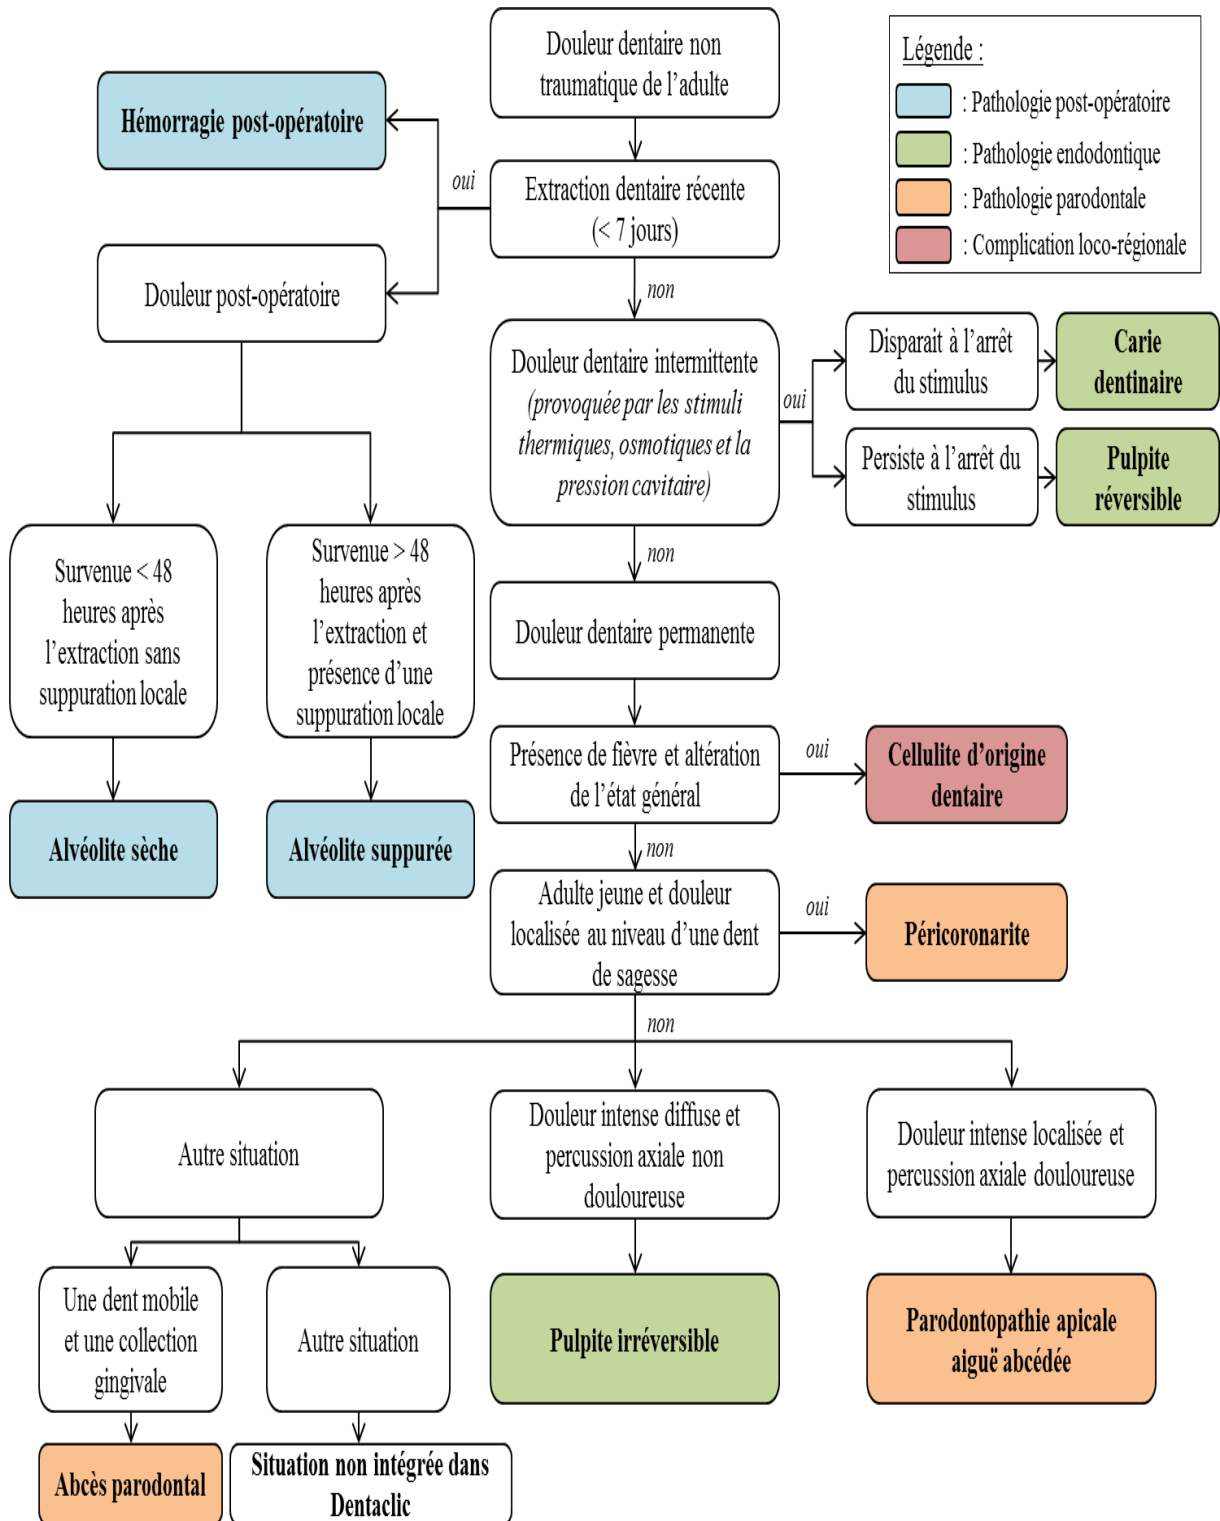 Douleur dentaire non
traumatique de l’adulte
Légende :
: Pathologie post-opératoire
: Pathologie endodontique
: Pathologie parodontale
: Complication loco-régionale
Hémorragie post-opératoire
oui
Extraction dentaire récente
(< 7 jours)
Douleur post-opératoire
non
Douleur dentaire intermittente
(provoquée par les stimuli
thermiques, osmotiques et la
pression cavitaire)
oui
Disparait à l’arrêt
du stimulus
Carie
dentinaire
Persiste à l’arrêt du
stimulus
Pulpite
réversible
Survenue < 48
heures après
l’extraction sans
suppuration locale
Survenue > 48
heures après
l’extraction et
présence d’une
suppuration locale
non
Douleur dentaire permanente
Alvéolite sèche
Alvéolite suppurée
Présence de fièvre et altération
de l’état général
oui
Cellulite d’origine
dentaire
non
Adulte jeune et douleur
localisée au niveau d’une dent
de sagesse
oui
Péricoronarite
non
Autre situation
Douleur intense diffuse et
percussion axiale non
douloureuse
Douleur intense localisée et
percussion axiale douloureuse
Une dent mobile
et une collection
gingivale
Autre situation
Pulpite irréversible
Parodontopathie apicale
aiguë abcédée
Abcès parodontal
Situation non intégrée dans
Dentaclic